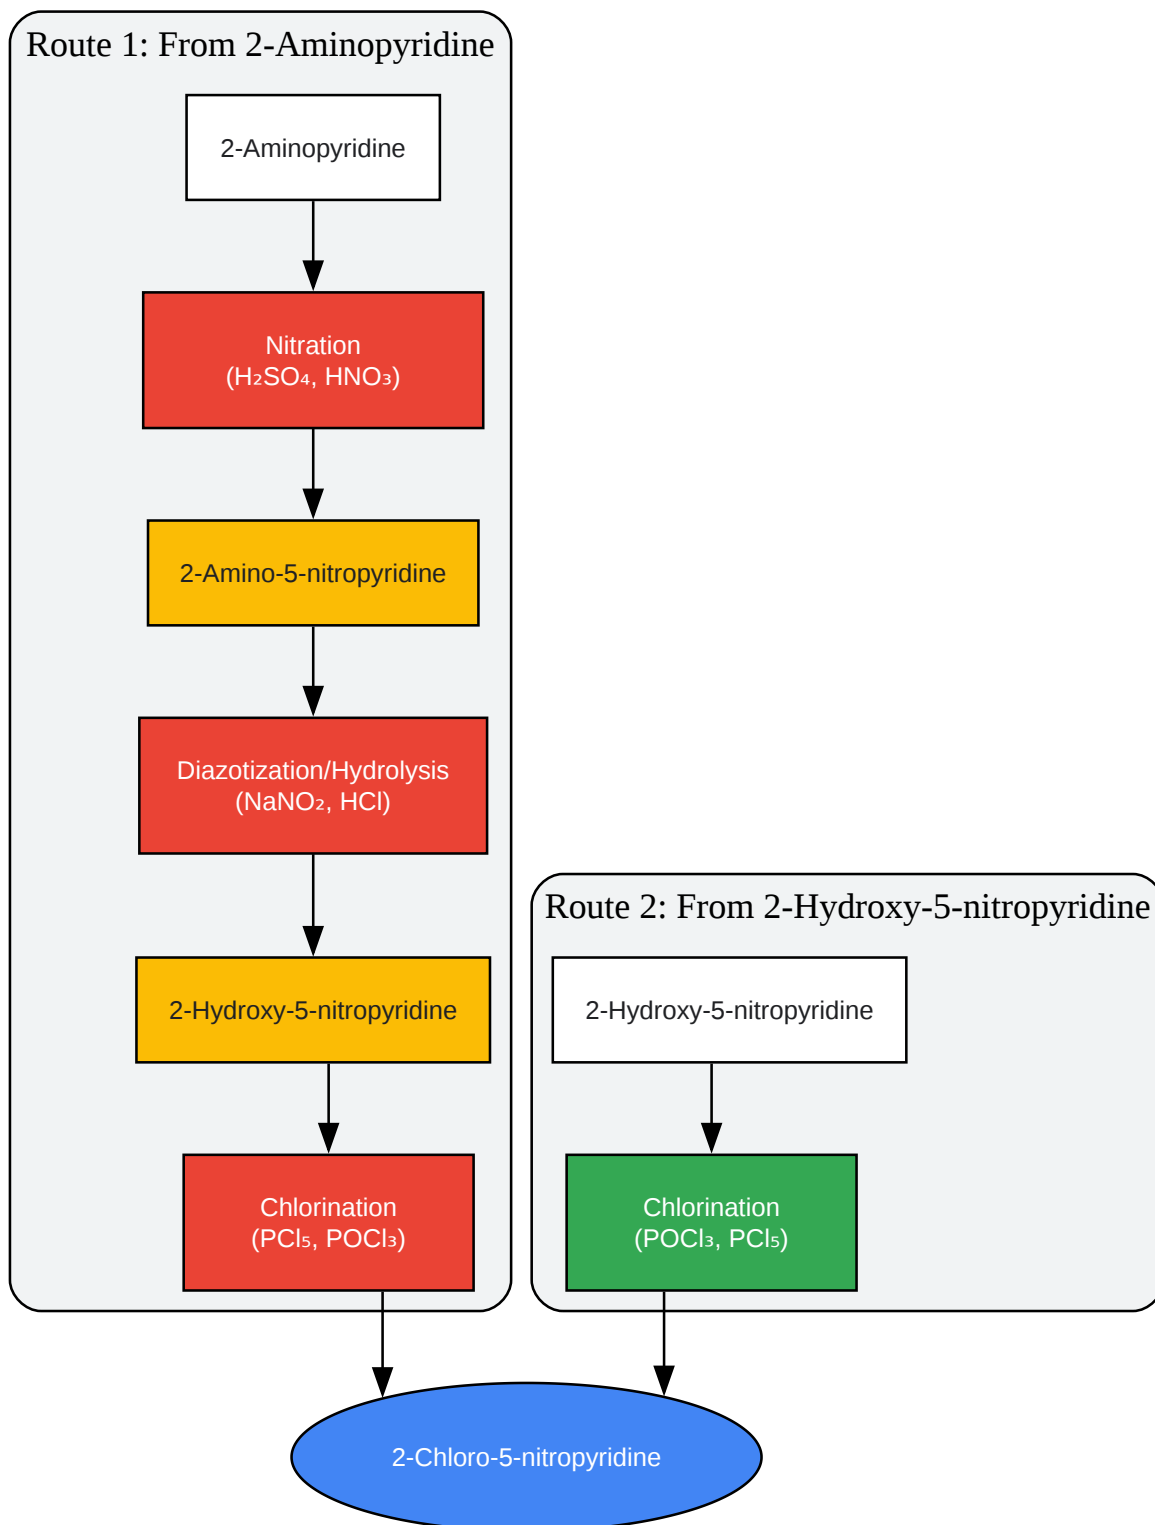 Route 1: From 2-Aminopyridine
2-Aminopyridine
Nitration
(H₂SO₄, HNO₃)
2-Amino-5-nitropyridine
Diazotization/Hydrolysis
(NaNO₂, HCl)
2-Hydroxy-5-nitropyridine
Chlorination
(PCl₅, POCl₃)
Route 2: From 2-Hydroxy-5-nitropyridine
2-Hydroxy-5-nitropyridine
Chlorination
(POCl₃, PCl₅)
2-Chloro-5-nitropyridine